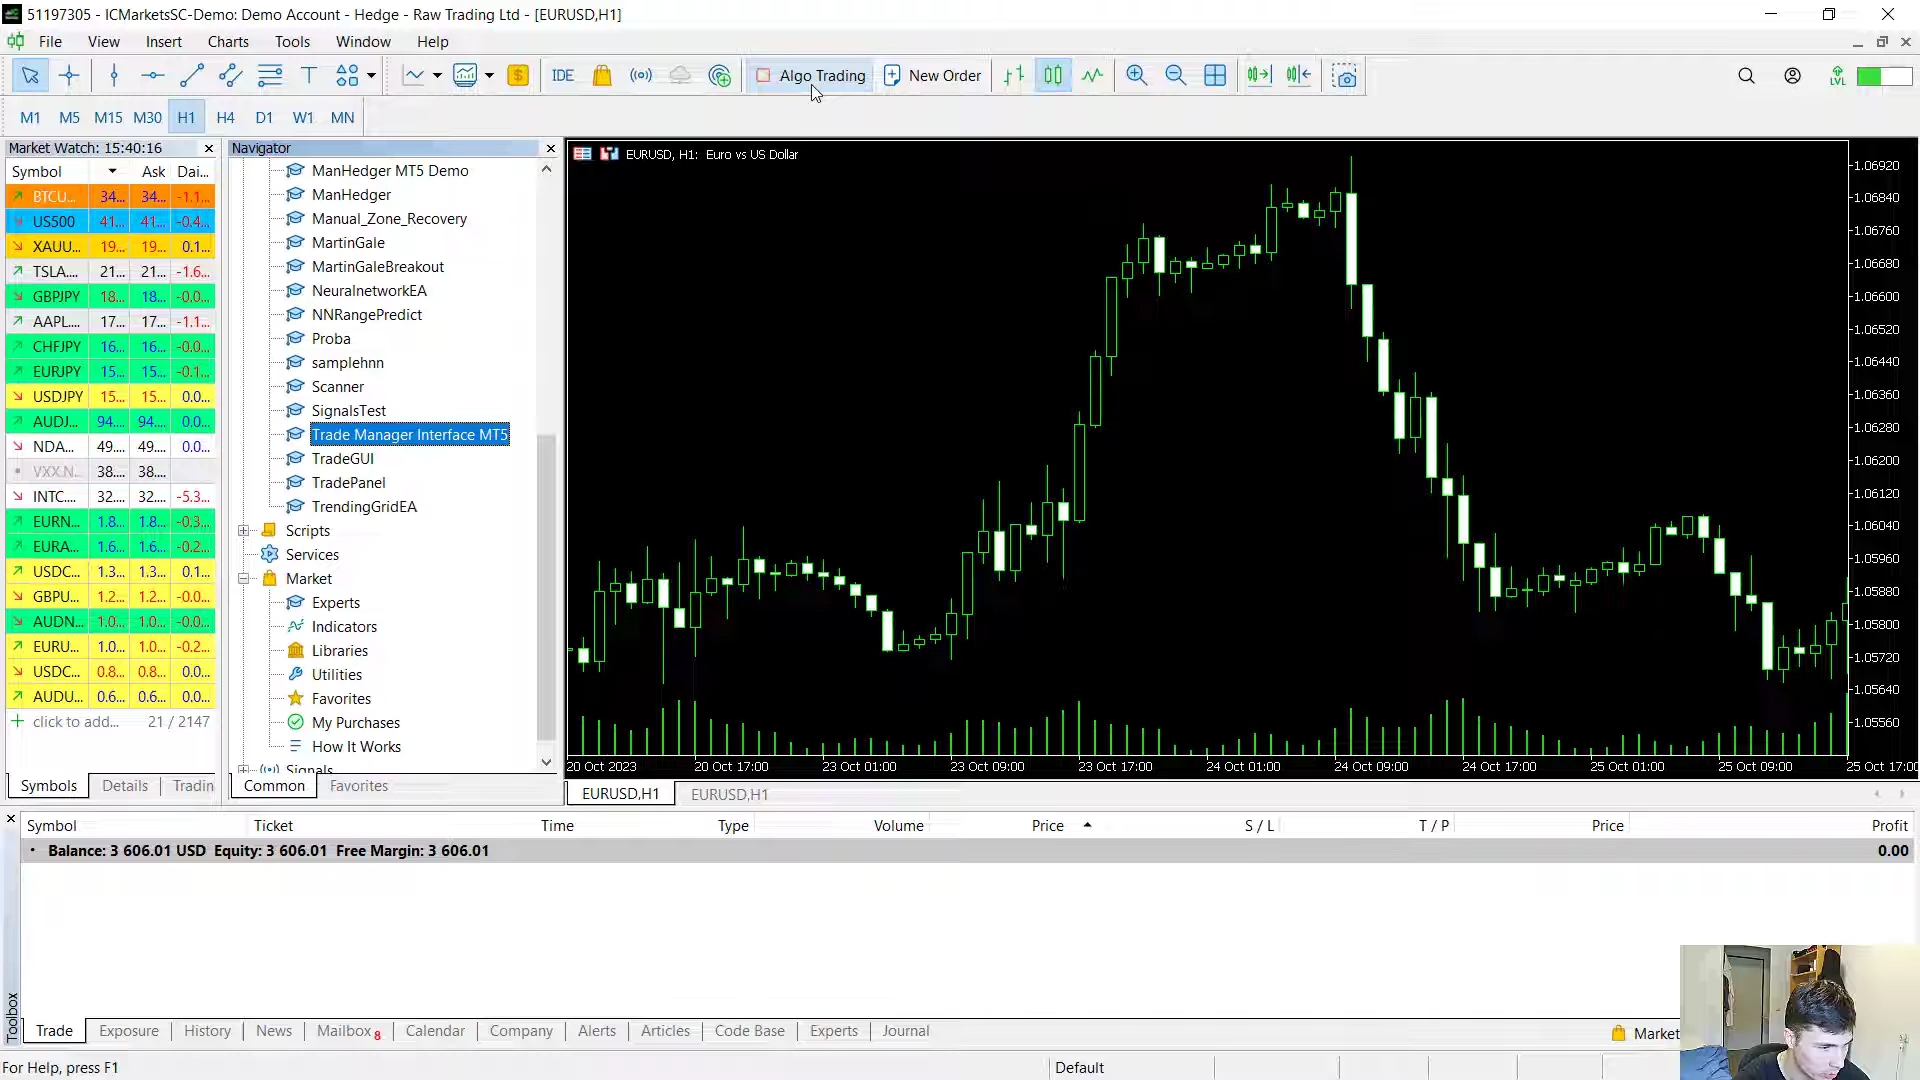 51197305 - ICMarketsSC-Demo: Demo Account - Hedge - Raw Trading Ltd - [EURUSD,H1]
File View Insert Charts Tools Window Help
IDE Algo Trading New Order LVL
M1 M5 M15 M30 H1 H4 D1 W1 MN
Market Watch: 15:40:16
Symbol Ask Dai...
BTCU... 34... 34... -1.1...
US500 41... 41... -0.4...
XAUU... 19... 19... 0.1...
TSLA.... 21... 21... -1.6...
GBPJPY 18... 18... -0.0...
AAPL.... 17... 17... -1.1...
CHFJPY 16... 16... -0.0...
EURJPY 15... 15... -0.1...
USDJPY 15... 15... 0.0...
AUDJ... 94... 94... 0.0...
NDA... 49... 49... 0.0...
VXX.N... 38... 38...
INTC.... 32... 32... -5.3...
EURN... 1.8... 1.8... -0.3...
EURA... 1.6... 1.6... -0.2...
USDC... 1.3... 1.3... 0.1...
GBPU... 1.2... 1.2... -0.0...
AUDN... 1.0... 1.0... -0.0...
EURU... 1.0... 1.0... -0.2...
USDC... 0.8... 0.8... 0.0...
AUDU... 0.6... 0.6... 0.0...
click to add... 21 / 2147
Symbols Details Tradin
Navigator
ManHedger MT5 Demo
ManHedger
Manual_Zone_Recovery
MartinGale
MartinGaleBreakout
NeuralnetworkEA
NNRangePredict
Proba
samplehnn
Scanner
SignalsTest
Trade Manager Interface MT5
TradeGUI
TradePanel
TrendingGridEA
Scripts
Services
Market
Experts
Indicators
Libraries
Utilities
Favorites
My Purchases
How It Works
Signals
Common Favorites
EURUSD, H1: Euro vs US Dollar
1.06920
1.06840
1.06760
1.06680
1.06600
1.06520
1.06440
1.06360
1.06280
1.06200
1.06120
1.06040
1.05960
1.05880
1.05800
1.05720
1.05640
1.05560
20 Oct 2023 20 Oct 17:00 23 Oct 01:00 23 Oct 09:00 23 Oct 17:00 24 Oct 01:00 24 Oct 09:00 24 Oct 17:00 25 Oct 01:00 25 Oct 09:00 25 Oct 17:00
EURUSD,H1 EURUSD,H1
Symbol Ticket Time Type Volume Price S / L T / P Price Profit
Balance: 3 606.01 USD Equity: 3 606.01 Free Margin: 3 606.01 0.00
Toolbox
Trade Exposure History News Mailbox 8 Calendar Company Alerts Articles Code Base Experts Journal Market
For Help, press F1 Default